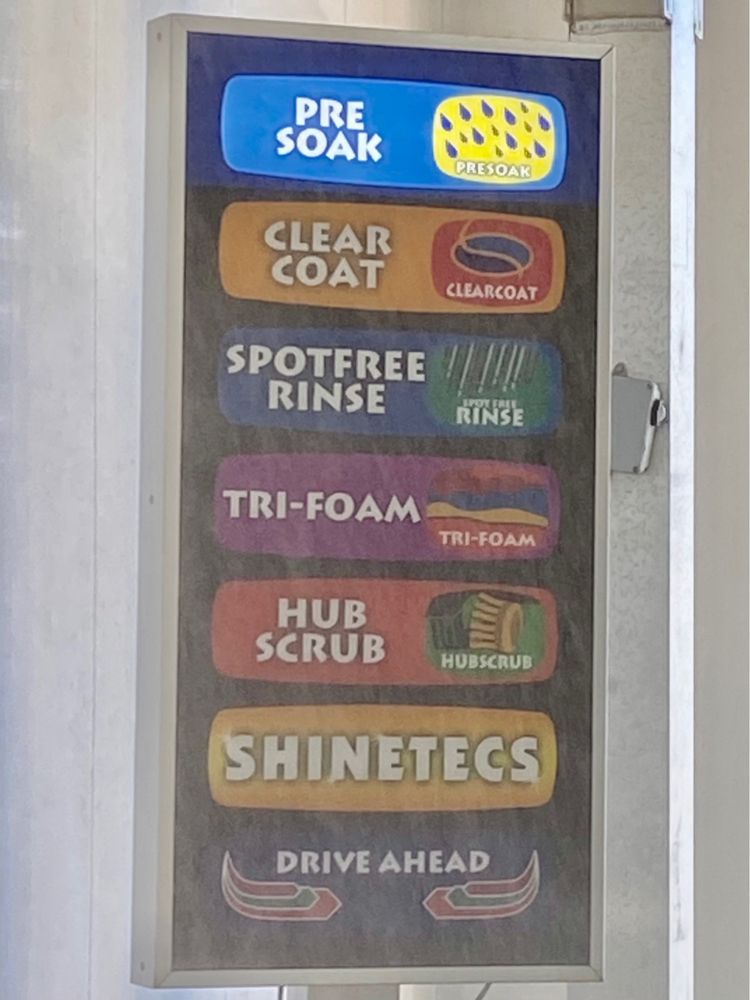 PRE
SOAK
PRESOAK
CLEAR
COAT
CLEARCOAT
SPOTFREE
RINSE
SPOT FREE
RINSE
TRI-FOAM
TRI-FOAM
HUB
SCRUB
HUBSCRUB
SHINETECS
DRIVE AHEAD